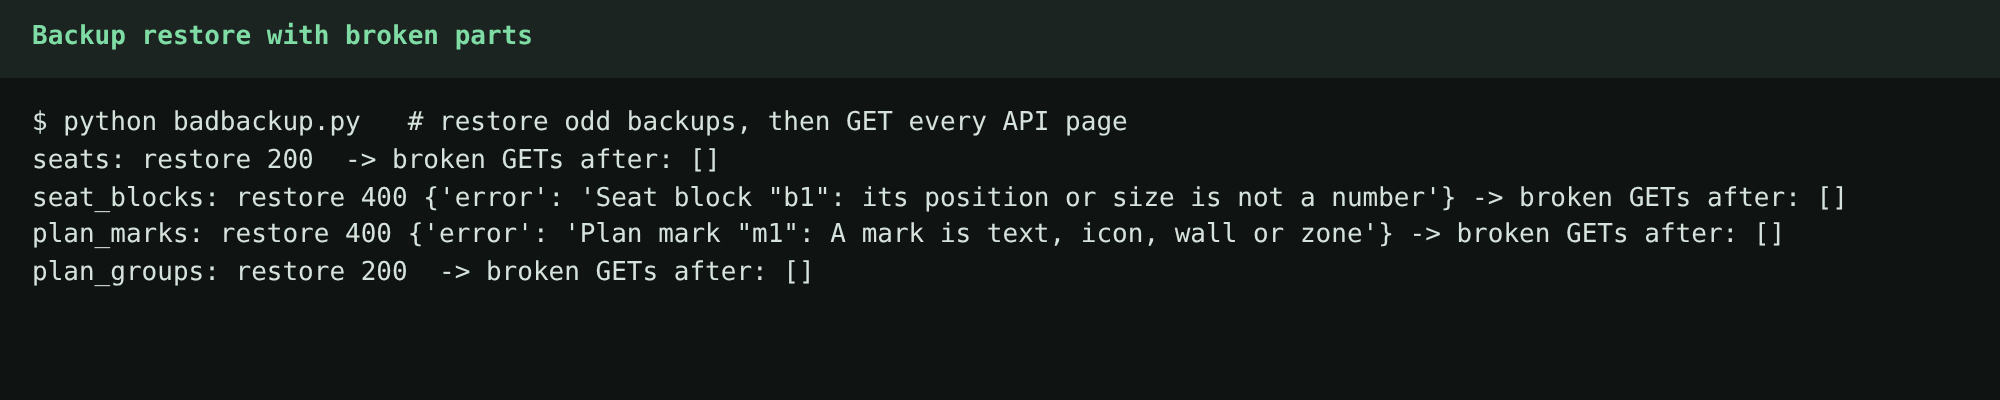 Backup restore with broken parts
$ python badbackup.py   # restore odd backups, then GET every API page
seats: restore 200  -> broken GETs after: []
seat_blocks: restore 400 {'error': 'Seat block "b1": its position or size is not a number'} -> broken GETs after: []
plan_marks: restore 400 {'error': 'Plan mark "m1": A mark is text, icon, wall or zone'} -> broken GETs after: []
plan_groups: restore 200  -> broken GETs after: []